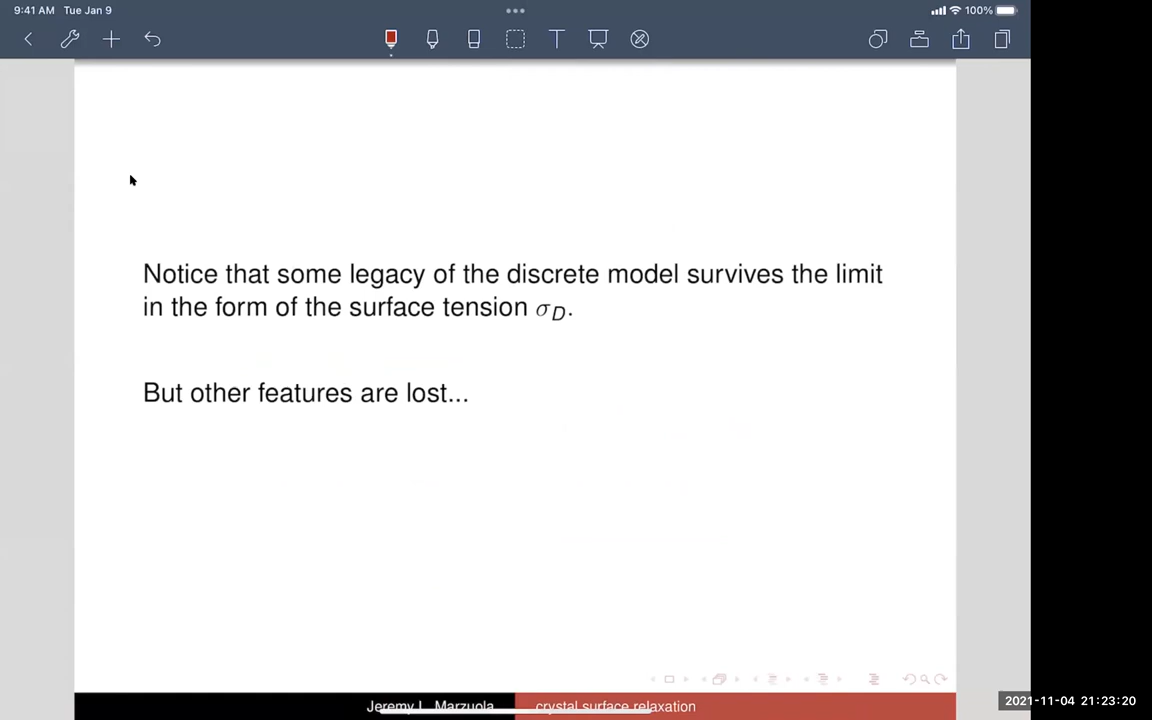 9:41 AM Tue Jan 9
100%
Notice that some legacy of the discrete model survives the limit
in the form of the surface tension σ_D.
But other features are lost...
Jeremy L. Marzuola crystal surface relaxation
2021-11-04 21:23:20